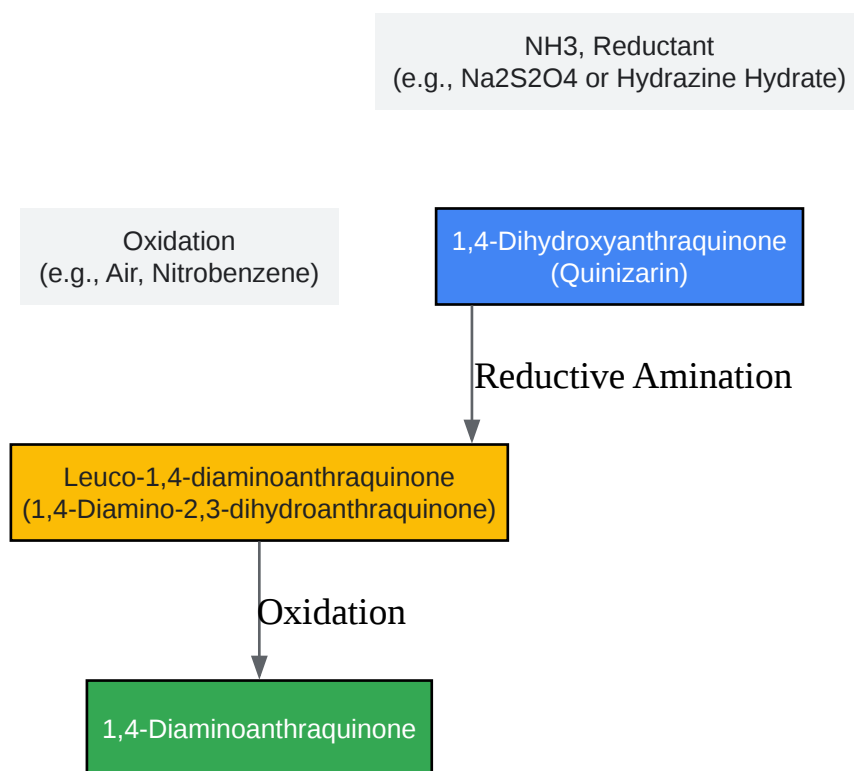 NH3, Reductant
(e.g., Na2S2O4 or Hydrazine Hydrate)
Oxidation
(e.g., Air, Nitrobenzene)
1,4-Dihydroxyanthraquinone
(Quinizarin)
Reductive Amination
Leuco-1,4-diaminoanthraquinone
(1,4-Diamino-2,3-dihydroanthraquinone)
Oxidation
1,4-Diaminoanthraquinone